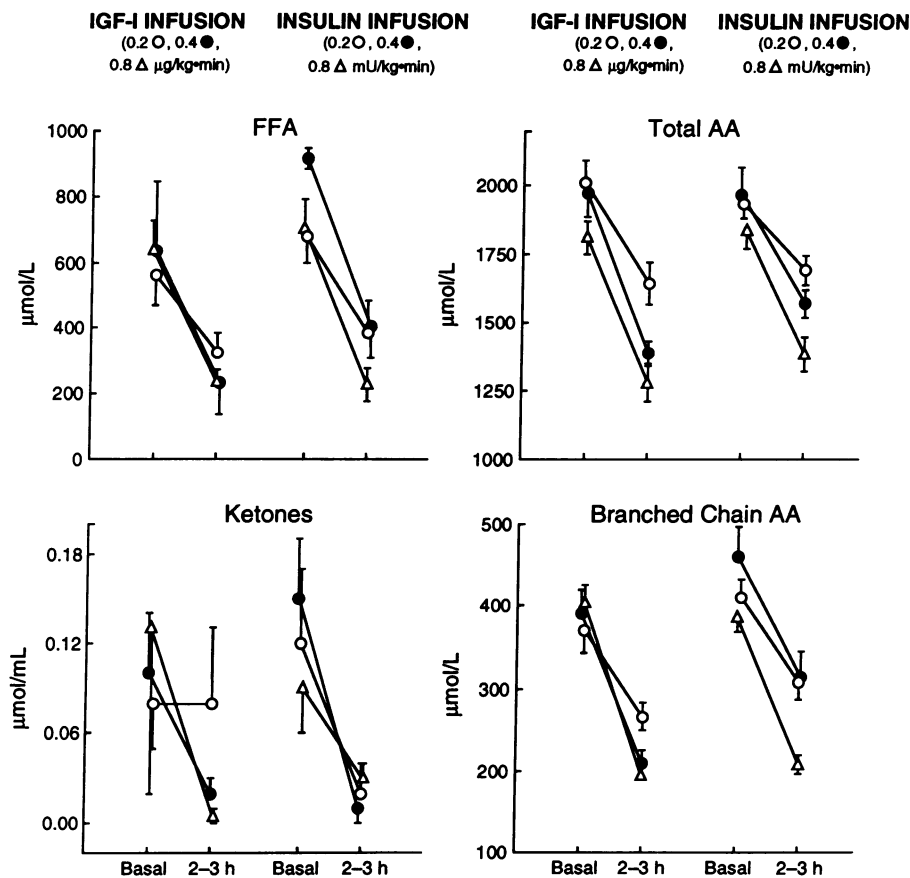 IGF-I INFUSION
(0.2 ○, 0.4 ●,
0.8 △ μg/kg•min)
INSULIN INFUSION
(0.2 ○, 0.4 ●,
0.8 △ mU/kg•min)
IGF-I INFUSION
(0.2 ○, 0.4 ●,
0.8 △ μg/kg•min)
INSULIN INFUSION
(0.2 ○, 0.4 ●,
0.8 △ mU/kg•min)
FFA
1000
800
600
400
200
0
μmol/L
Total AA
2000
1750
1500
1250
1000
μmol/L
Ketones
0.18
0.12
0.06
0.00
μmol/mL
Basal 2–3 h Basal 2–3 h
Branched Chain AA
500
400
300
200
100
μmol/L
Basal 2–3 h Basal 2–3 h